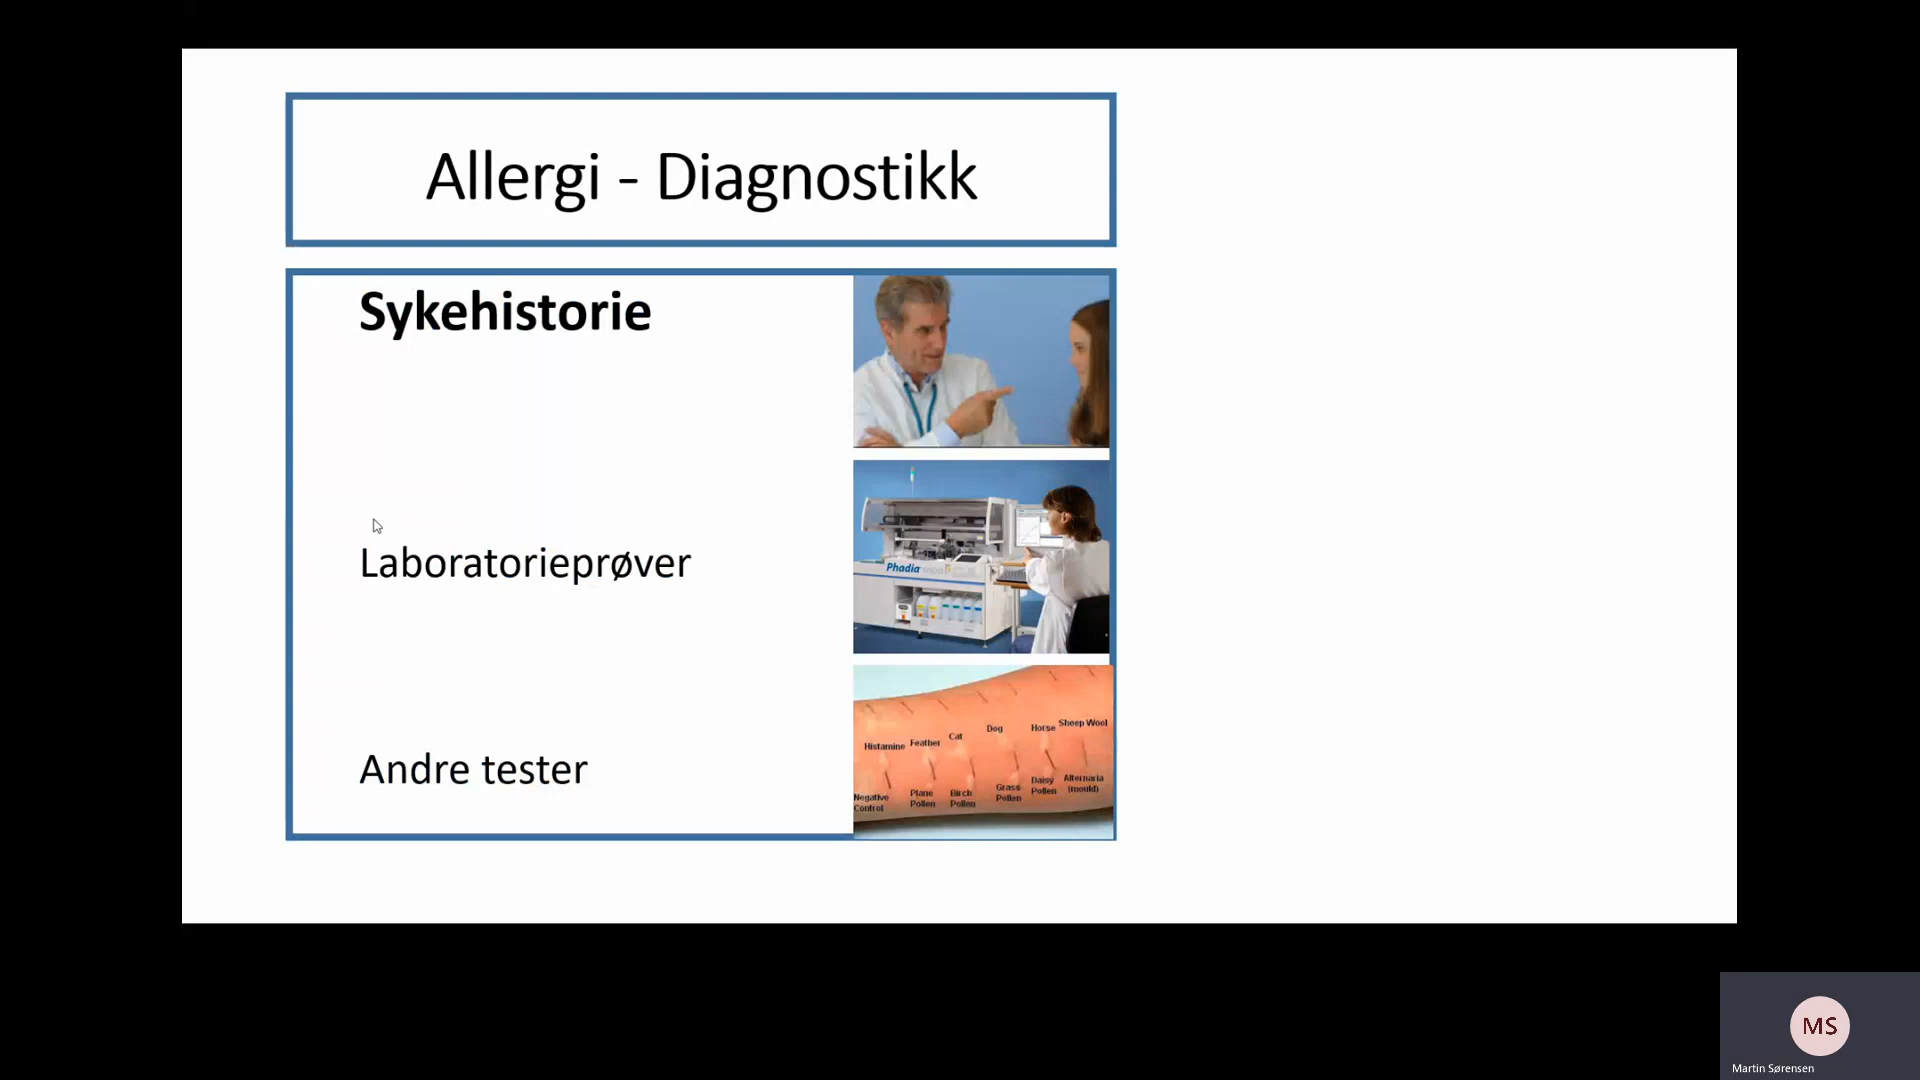 Allergi - Diagnostikk
Sykehistorie
Laboratorieprøver
Phadia
Andre tester
Histamine Feather Cat Dog Horse Sheep Wool
Negative Control
Plane Pollen
Birch Pollen
Grass Pollen
Daisy Pollen
Alternaria (mould)
MS
Martin Sørensen